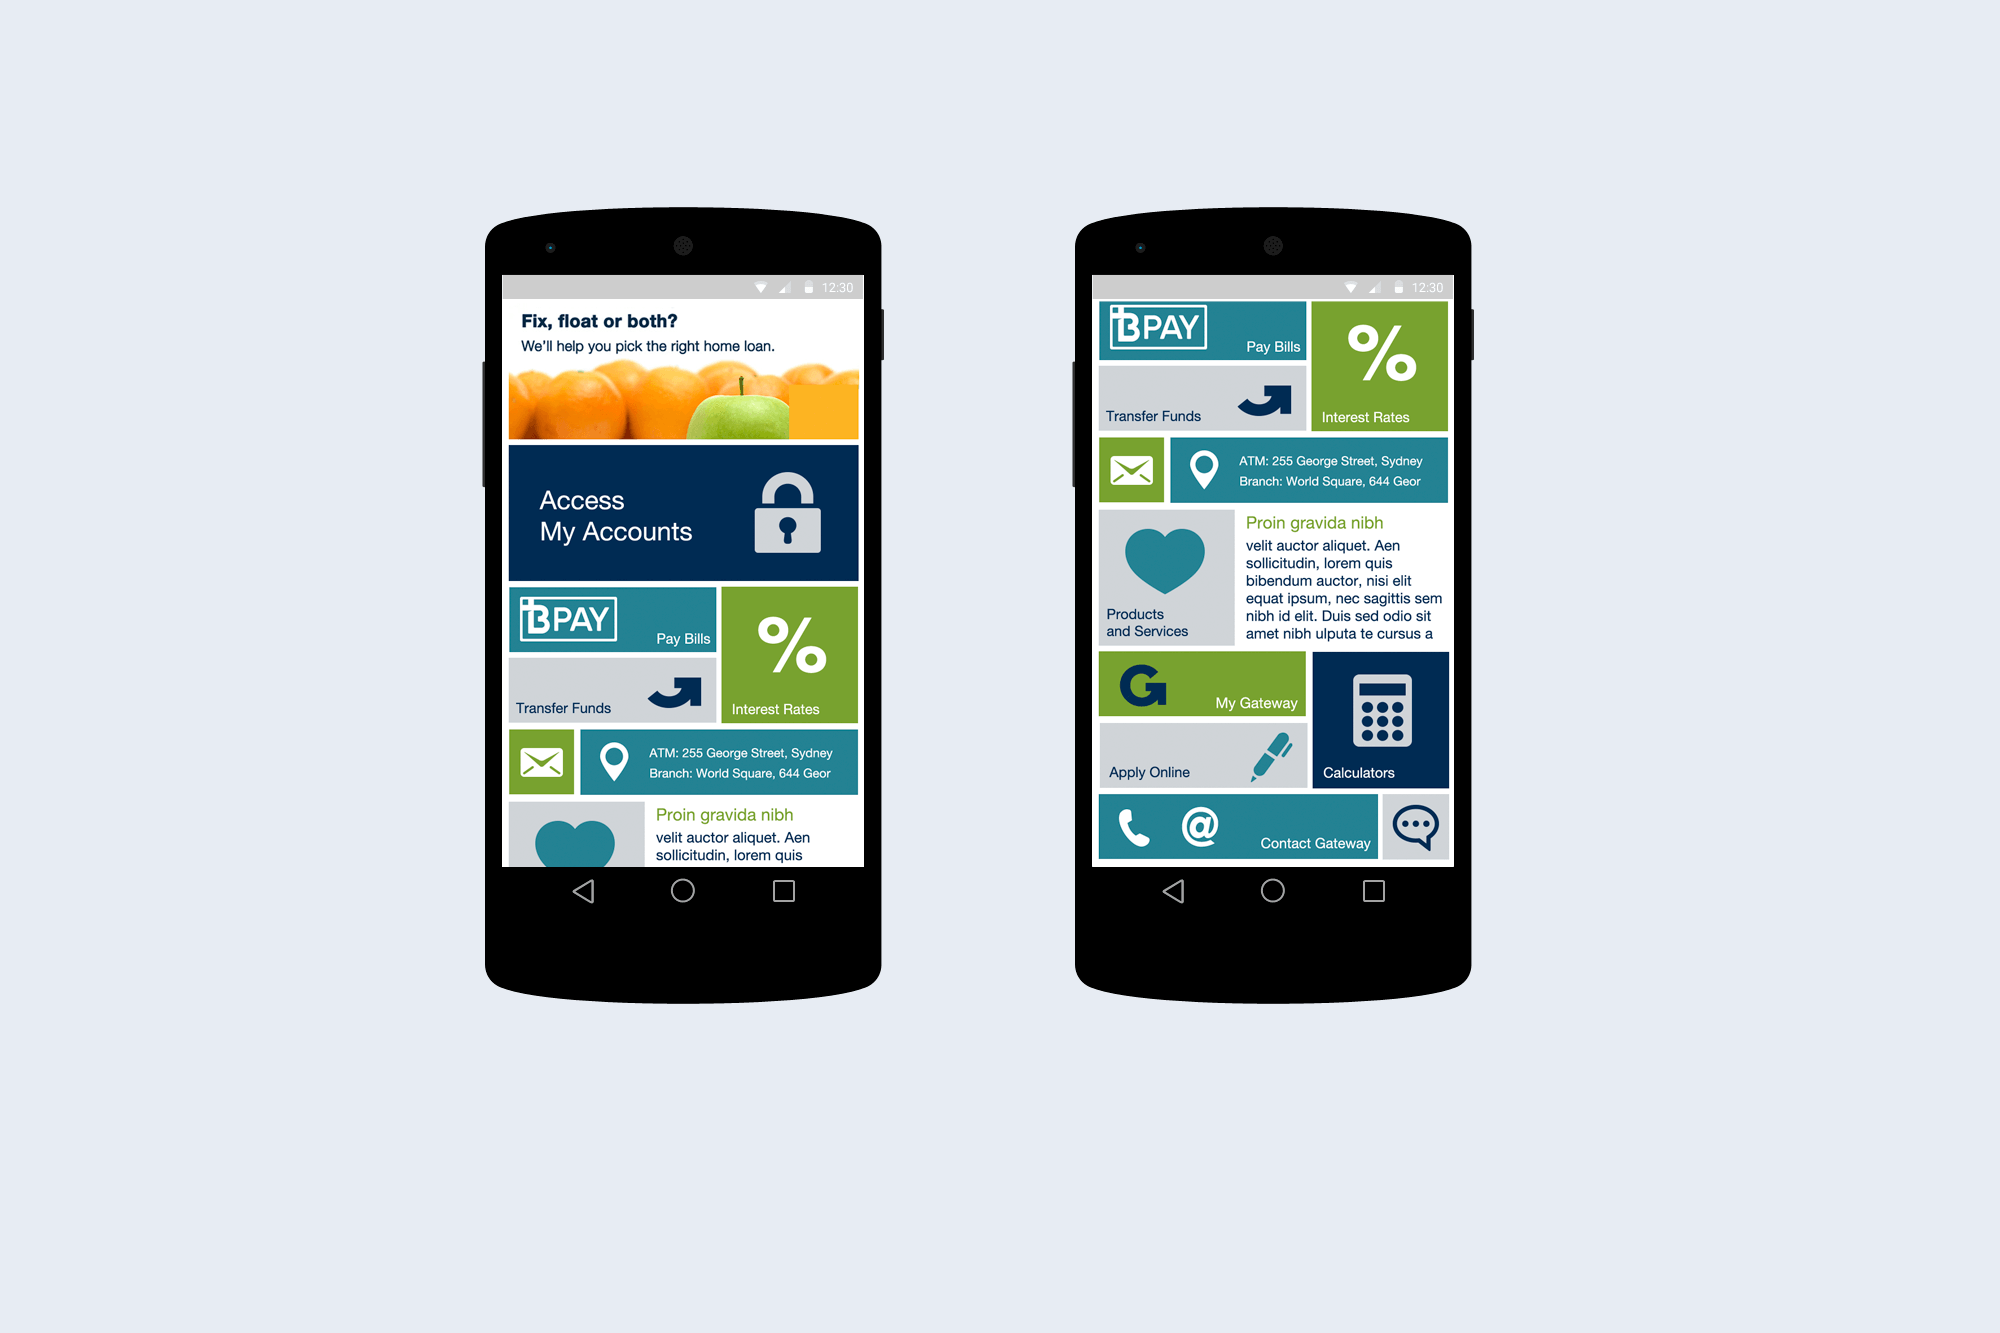 12:30
Fix, float or both?
We'll help you pick the right home loan.
Access
My Accounts
BPAY
Pay Bills
%
Transfer Funds
Interest Rates
ATM: 255 George Street, Sydney
Branch: World Square, 644 Geor
Proin gravida nibh
velit auctor aliquet. Aen
sollicitudin, lorem quis
12:30
BPAY
Pay Bills
%
Transfer Funds
Interest Rates
ATM: 255 George Street, Sydney
Branch: World Square, 644 Geor
Products
and Services
Proin gravida nibh
velit auctor aliquet. Aen
sollicitudin, lorem quis
bibendum auctor, nisi elit
equat ipsum, nec sagittis sem
nibh id elit. Duis sed odio sit
amet nibh ulputa te cursus a
G
My Gateway
Apply Online
Calculators
@
Contact Gateway